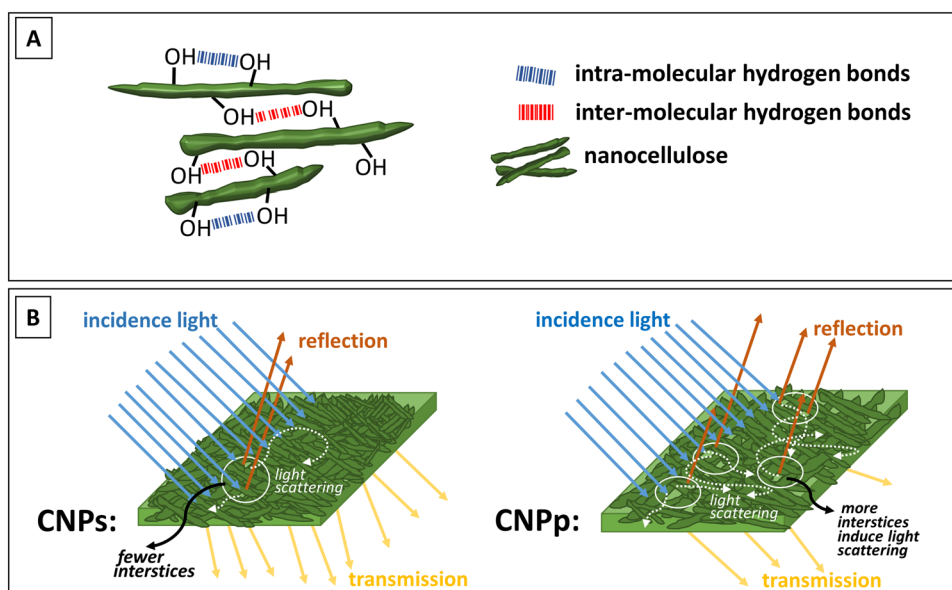 A
OH
OH
OH
OH
OH
OH
OH
OH
OH
intra-molecular hydrogen bonds
inter-molecular hydrogen bonds
nanocellulose
B
incidence light
reflection
light
scattering
CNPs:
fewer
interstices
transmission
incidence light
reflection
light
scattering
CNPp:
more
interstices
induce light
scattering
transmission